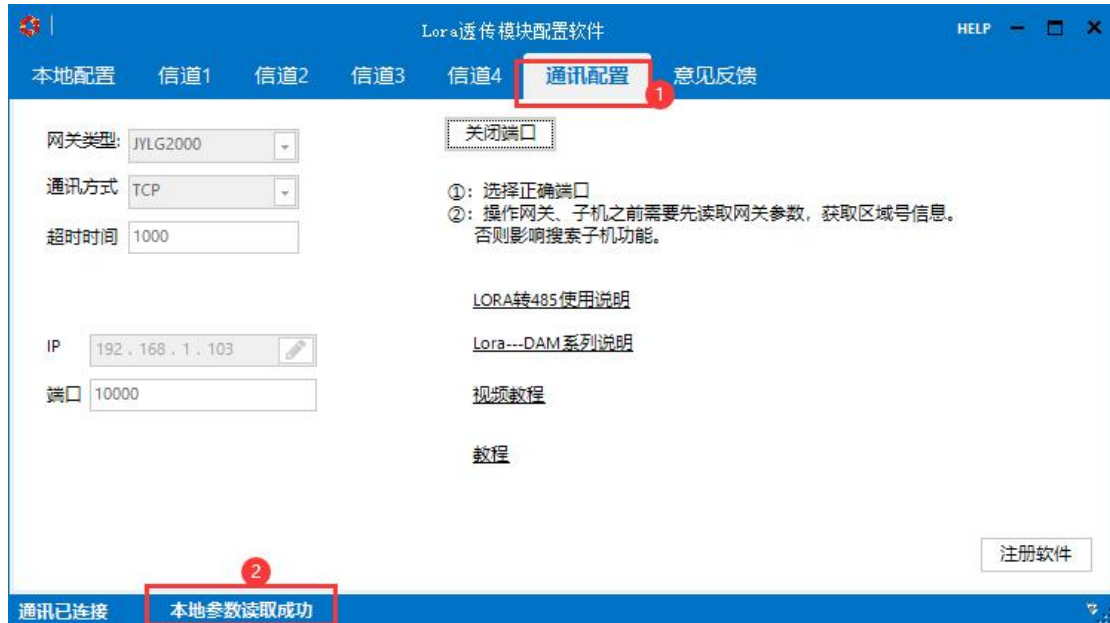 Lora透传模块配置软件
HELP
本地配置 信道1 信道2 信道3 信道4 通讯配置 意见反馈
1
网关类型: JYLG2000
关闭端口
通讯方式 TCP
①：选择正确端口
②：操作网关、子机之前需要先读取网关参数，获取区域号信息。
否则影响搜索子机功能。
超时时间 1000
LORA转485使用说明
IP 192 . 168 . 1 . 103
Lora---DAM系列说明
端口 10000
视频教程
教程
注册软件
2
通讯已连接 本地参数读取成功